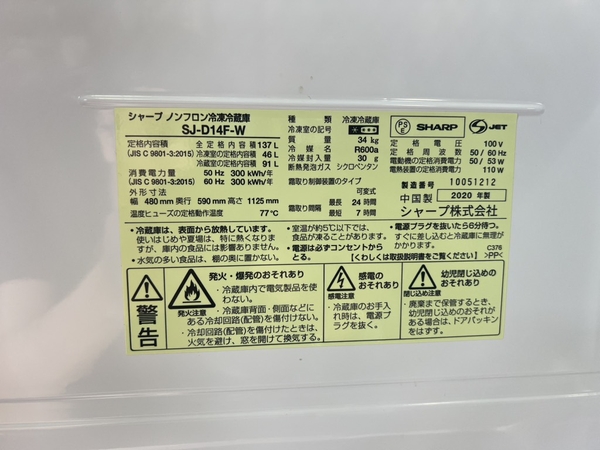 シャープ ノンフロン冷凍冷蔵庫
SJ-D14F-W
定格内容積 全定格内容積 137 L
(JIS C 9801-3:2015) 冷凍室の定格内容積 46 L
冷蔵室の定格内容積 91 L
消費電力量 50 Hz 300 kWh/年
(JIS C 9801-3:2015) 60 Hz 300 kWh/年
外形寸法
幅 480 mm 奥行 590 mm 高さ 1125 mm
温度ヒューズの定格動作温度 77℃
種類 冷凍冷蔵庫
冷凍室の記号
質量 34 kg
冷媒名 R600a
冷媒封入量 30 g
断熱発泡ガス シクロペンタン
霜取り制御装置のタイプ
可変式
霜取り間隔 最長 24 時間
最短 7 時間
PS
E
SHARP
JET
定格電圧 100 V
定格周波数 50 / 60 Hz
電動機の定格消費電力 50 / 53 W
電熱装置の定格消費電力 110 W
製造番号 10051212
中国製 2020 年製
シャープ株式会社
・冷蔵庫は、表面から放熱しています。
使いはじめや夏場は、特に熱くなります
が、庫内の食品には影響ありません。
・水気の多い食品は、棚の奥に置かない。
・室温が約5℃以下では、
食品が凍ることがある。
・電源は必ずコンセントから
とる。
・電源プラグを抜いたら6分待つ。
すぐに差し込むと冷蔵庫に無理が
かかります。
C376
【くわしくは取扱説明書をご覧ください】 >PP<
警告
発火注意
発火・爆発のおそれあり
・冷蔵庫内で電気製品を使
わない。
・冷蔵庫背面・側面などに
ある冷却回路(配管)を傷付けない。
・冷却回路(配管)を傷付けたときは、
火気を避け、窓を開けて換気する。
感電注意
感電の
おそれあり
・冷蔵庫のお手入
れ時は、電源プ
ラグを抜く。
閉じ込め注意
幼児閉じ込めの
おそれあり
・廃棄まで保管するとき、
幼児閉じ込めのおそれが
ある場合は、ドアパッキン
をはずす。